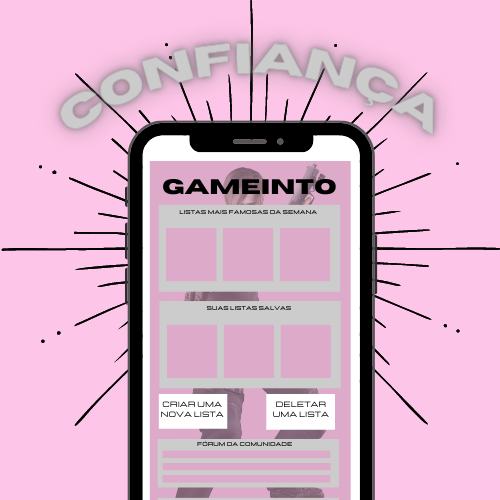 CONFIANÇA
GAMEINTO
LISTAS MAIS FAMOSAS DA SEMANA
SUAS LISTAS SALVAS
CRIAR UMA
NOVA LISTA
DELETAR
UMA LISTA
FÓRUM DA COMUNIDADE